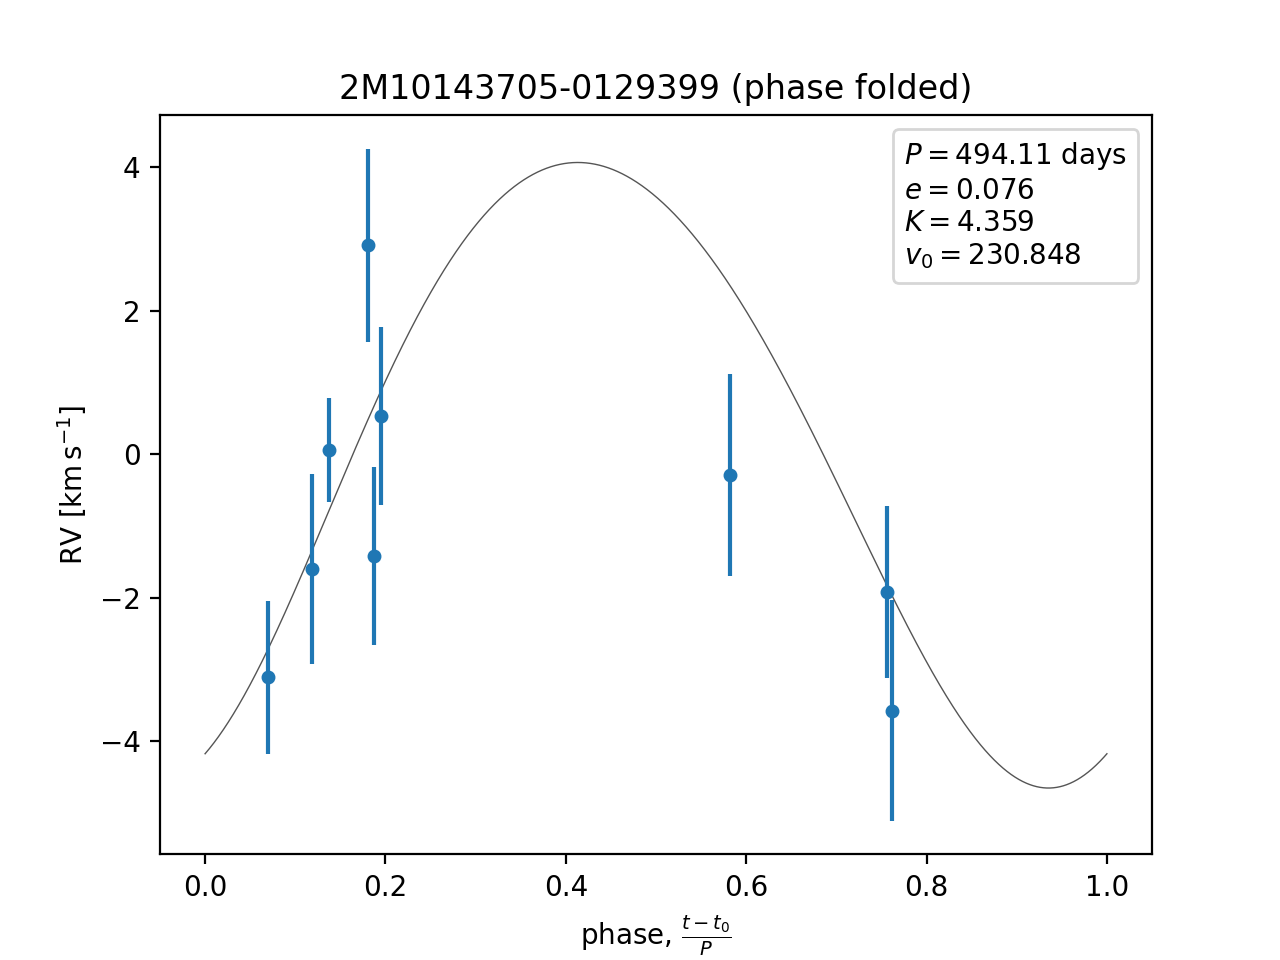 2M10143705-0129399 (phase folded)
P = 494.11 days
e = 0.076
K = 4.359
v₀ = 230.848
RV [km s⁻¹]
4
2
0
−2
−4
0.0 0.2 0.4 0.6 0.8 1.0
phase, (t − t₀)/P